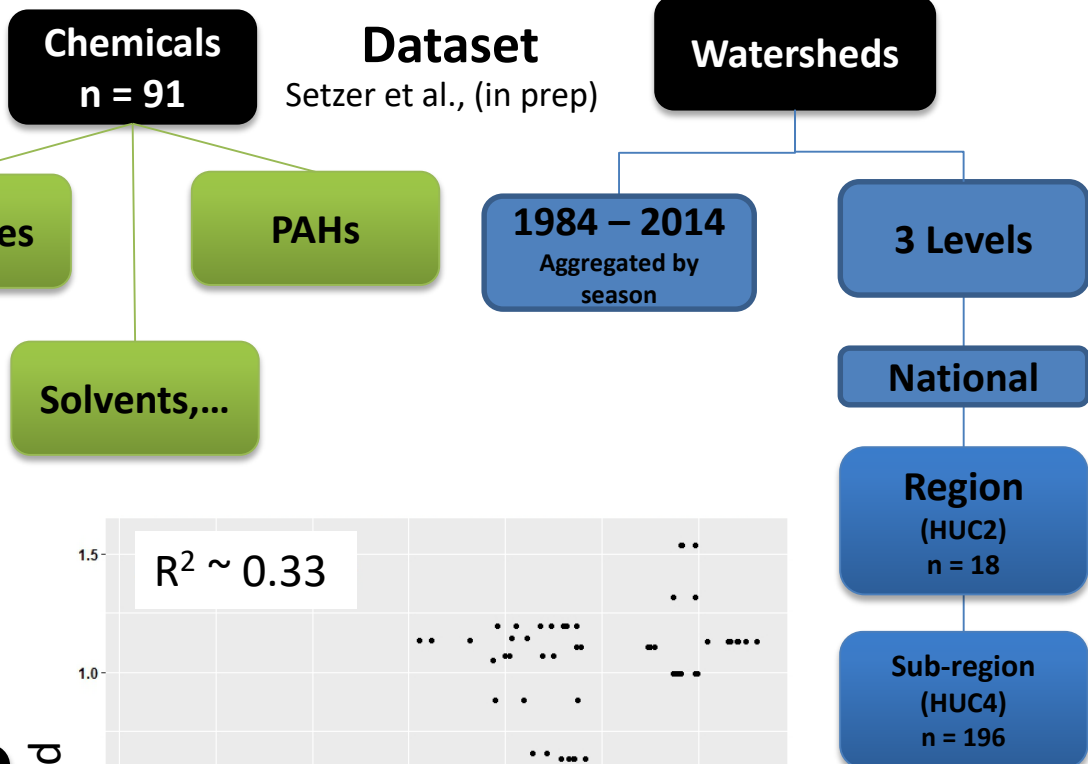 Chemicals
n = 91
Dataset
Setzer et al., (in prep)
Watersheds
es
PAHs
Solvents,...
1984 – 2014
Aggregated by
season
3 Levels
National
Region
(HUC2)
n = 18
Sub-region
(HUC4)
n = 196
R² ~ 0.33
1.5
1.0
d